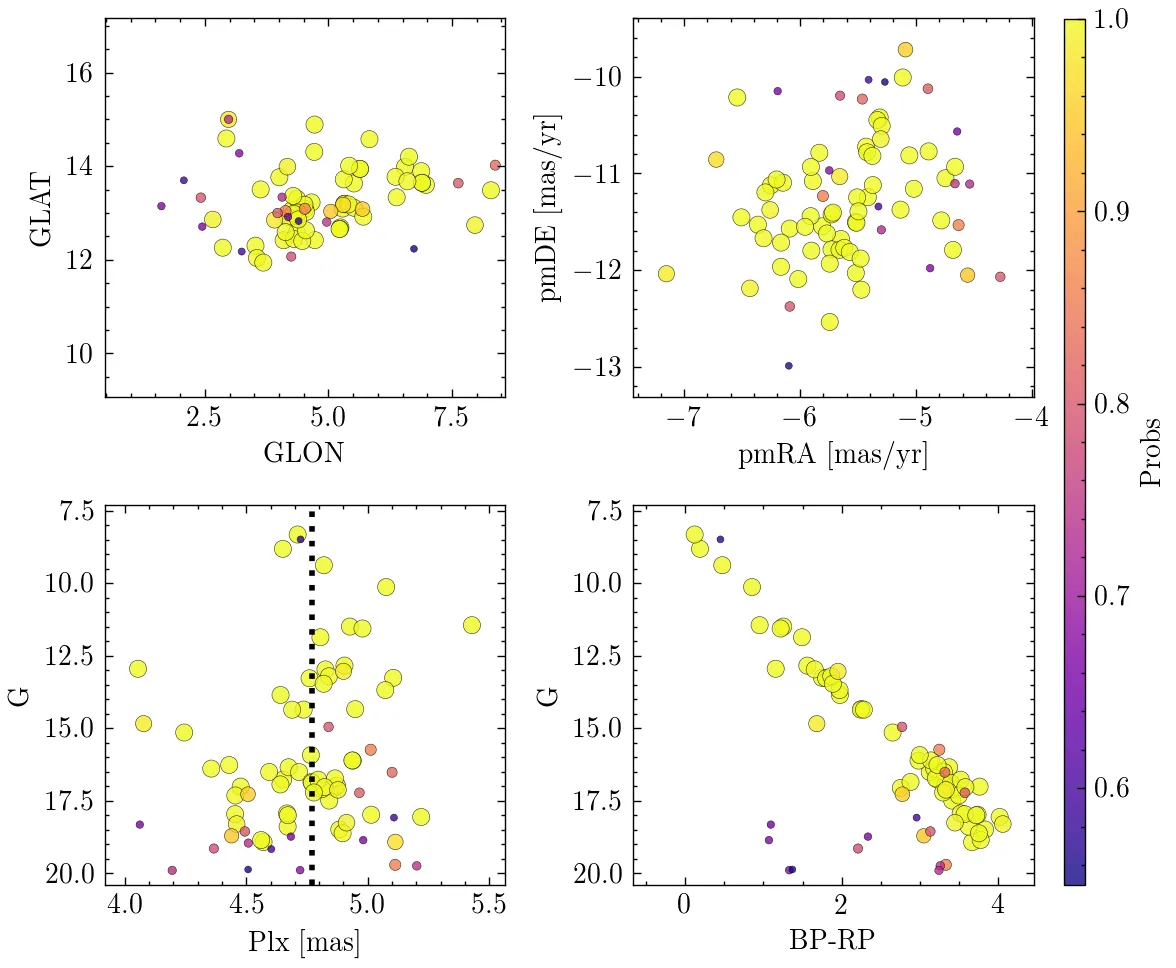 16
14
12
10
GLAT
2.5 5.0 7.5
GLON
−10
−11
−12
−13
pmDE [mas/yr]
−7 −6 −5 −4
pmRA [mas/yr]
7.5
10.0
12.5
15.0
17.5
20.0
G
4.0 4.5 5.0 5.5
Plx [mas]
7.5
10.0
12.5
15.0
17.5
20.0
G
0 2 4
BP-RP
1.0
0.9
0.8
0.7
0.6
Probs